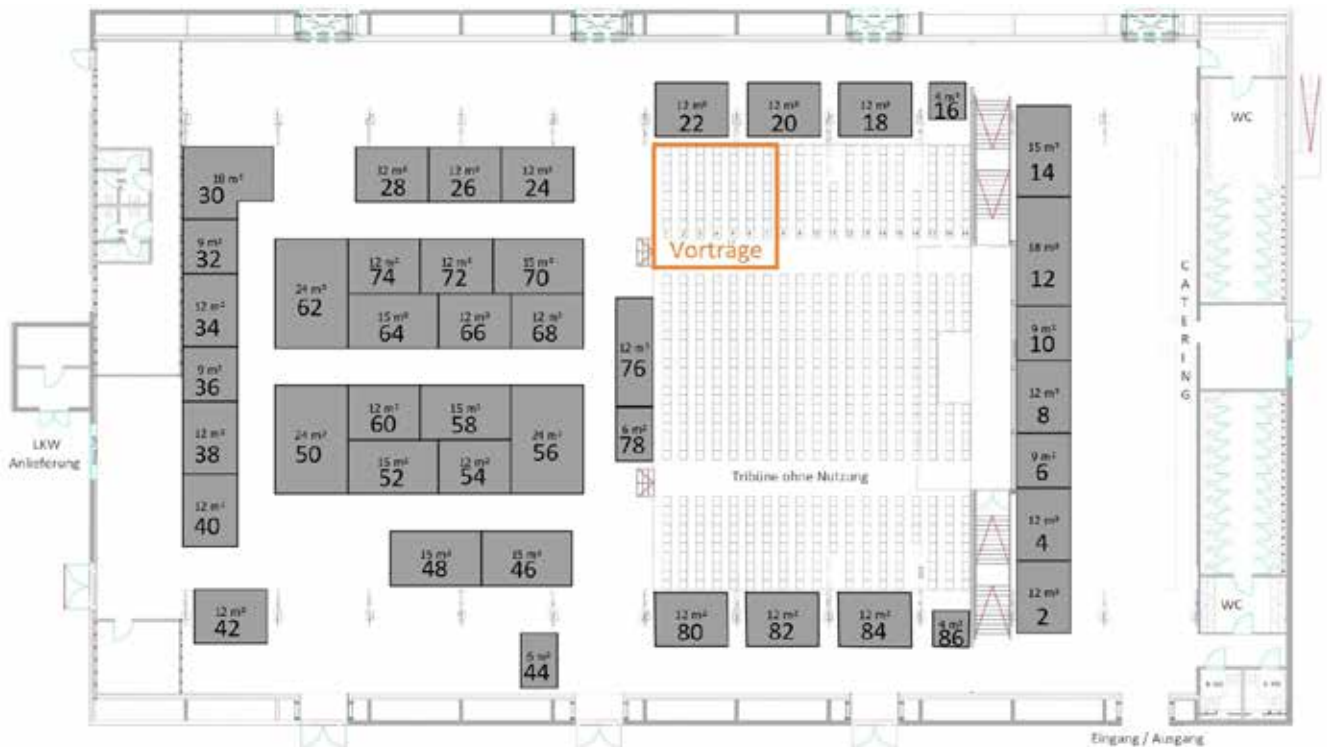 12 m²
22
12 m²
20
12 m²
18
4 m²
16
WC
15 m²
14
18 m²
30
12 m²
28
12 m²
26
12 m²
24
9 m²
32
Vorträge
18 m²
12
24 m²
62
12 m²
74
12 m²
72
15 m²
70
12 m²
34
15 m²
64
12 m²
66
12 m²
68
CATERING
9 m²
10
12 m²
76
9 m²
36
12 m²
8
24 m²
50
12 m²
60
15 m²
58
24 m²
56
6 m²
78
12 m²
38
LKW
Anlieferung
15 m²
52
12 m²
54
9 m²
6
Tribüne ohne Nutzung
12 m²
40
12 m²
4
15 m²
48
15 m²
46
12 m²
42
12 m²
80
12 m²
82
12 m²
84
4 m²
86
12 m²
2
WC
44
Eingang / Ausgang